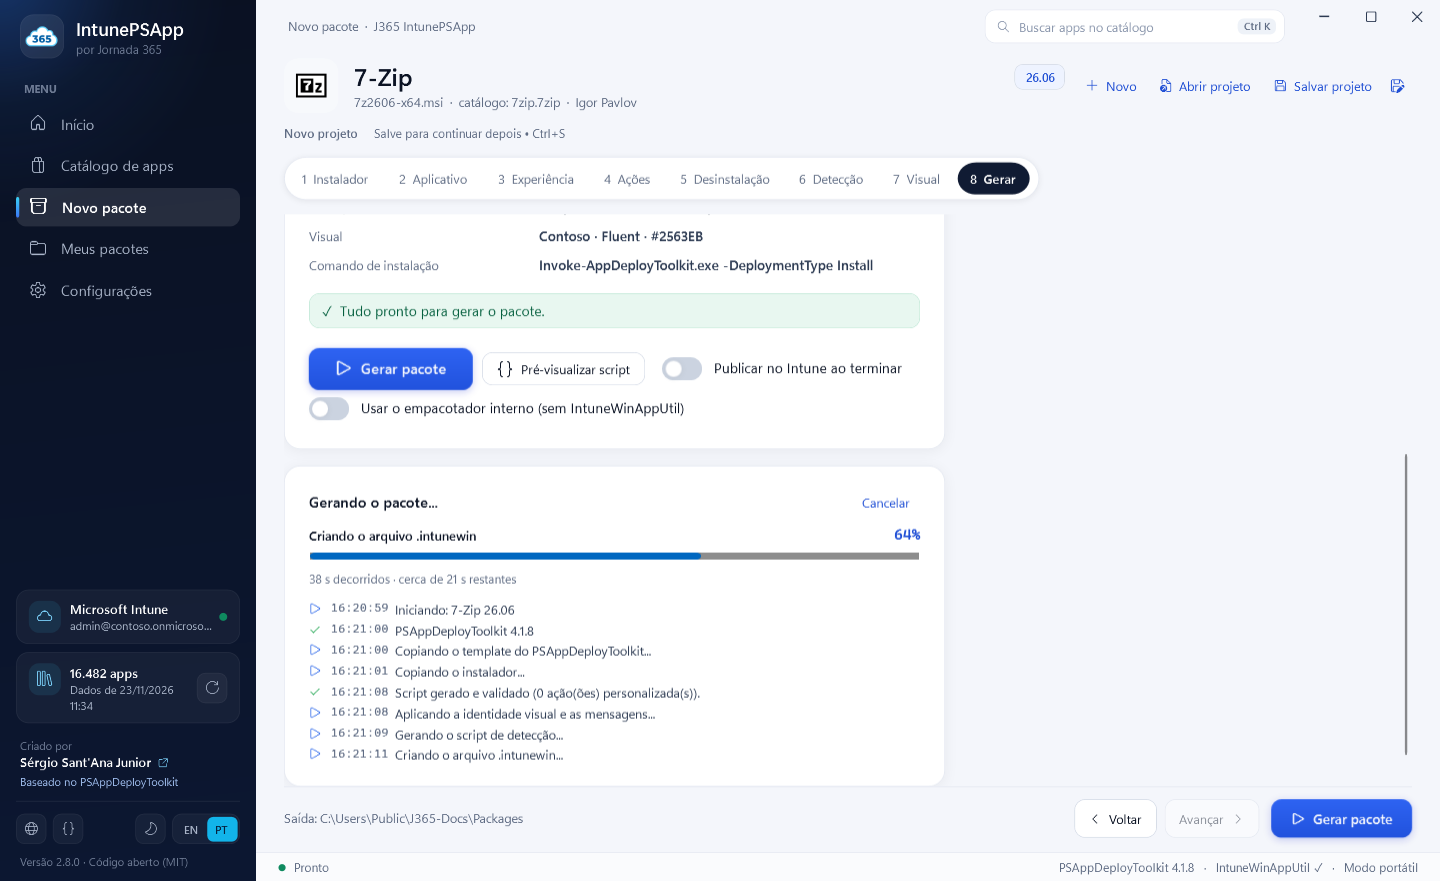 365
IntunePSApp
por Jornada 365
MENU
Início
Catálogo de apps
Novo pacote
Meus pacotes
Configurações
Microsoft Intune
admin@contoso.onmicroso...
16.482 apps
Dados de 23/11/2026
11:34
Criado por
Sérgio Sant'Ana Junior
Baseado no PSAppDeployToolkit
EN
PT
Versão 2.8.0 · Código aberto (MIT)
Novo pacote · J365 IntunePSApp
Buscar apps no catálogo
Ctrl K
7z
7-Zip
7z2606-x64.msi · catálogo: 7zip.7zip · Igor Pavlov
26.06
Novo
Abrir projeto
Salvar projeto
Novo projeto
Salve para continuar depois • Ctrl+S
1 Instalador
2 Aplicativo
3 Experiência
4 Ações
5 Desinstalação
6 Detecção
7 Visual
8 Gerar
Visual
Contoso · Fluent · #2563EB
Comando de instalação
Invoke-AppDeployToolkit.exe -DeploymentType Install
✓ Tudo pronto para gerar o pacote.
Gerar pacote
{} Pré-visualizar script
Publicar no Intune ao terminar
Usar o empacotador interno (sem IntuneWinAppUtil)
Gerando o pacote...
Cancelar
Criando o arquivo .intunewin
64%
38 s decorridos · cerca de 21 s restantes
16:20:59 Iniciando: 7-Zip 26.06
16:21:00 PSAppDeployToolkit 4.1.8
16:21:00 Copiando o template do PSAppDeployToolkit...
16:21:01 Copiando o instalador...
16:21:08 Script gerado e validado (0 ação(ões) personalizada(s)).
16:21:08 Aplicando a identidade visual e as mensagens...
16:21:09 Gerando o script de detecção...
16:21:11 Criando o arquivo .intunewin...
Saída: C:\Users\Public\J365-Docs\Packages
Voltar
Avançar
Gerar pacote
Pronto
PSAppDeployToolkit 4.1.8 · IntuneWinAppUtil ✓ · Modo portátil